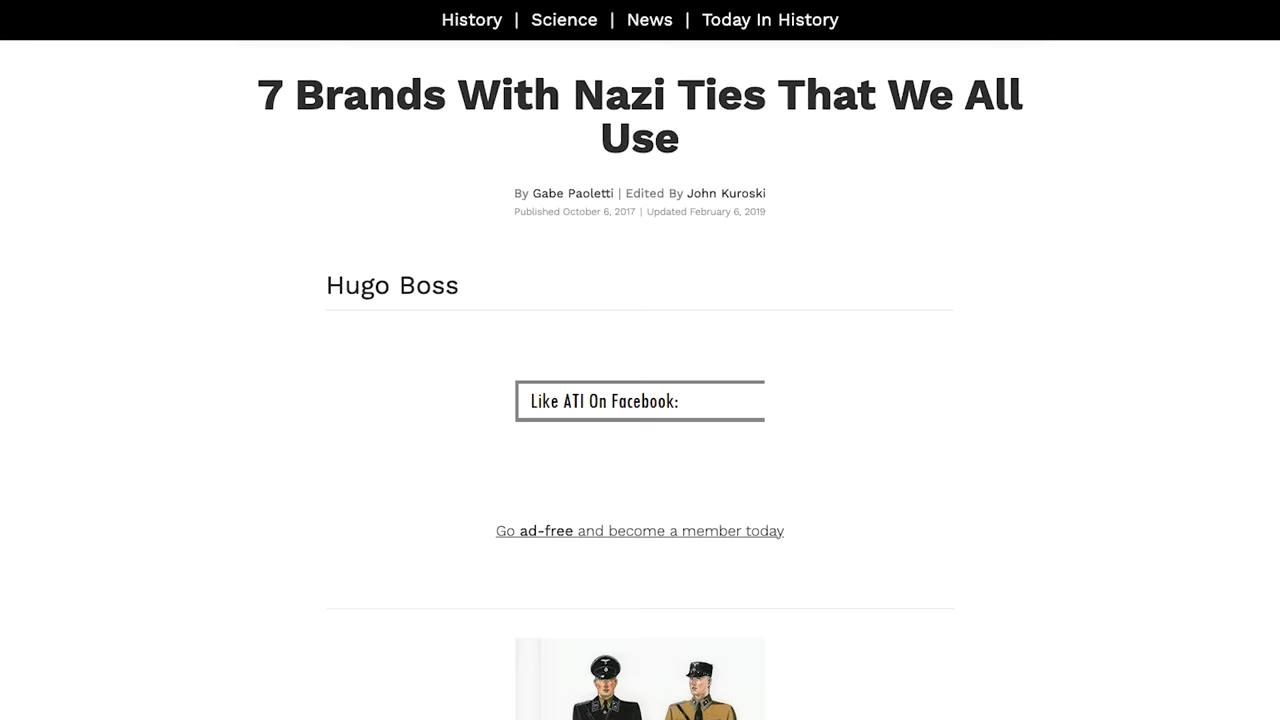 History | Science | News | Today In History
7 Brands With Nazi Ties That We All
Use
By Gabe Paoletti | Edited By John Kuroski
Published October 6, 2017 | Updated February 6, 2019
Hugo Boss
Like ATI On Facebook:
Go ad-free and become a member today